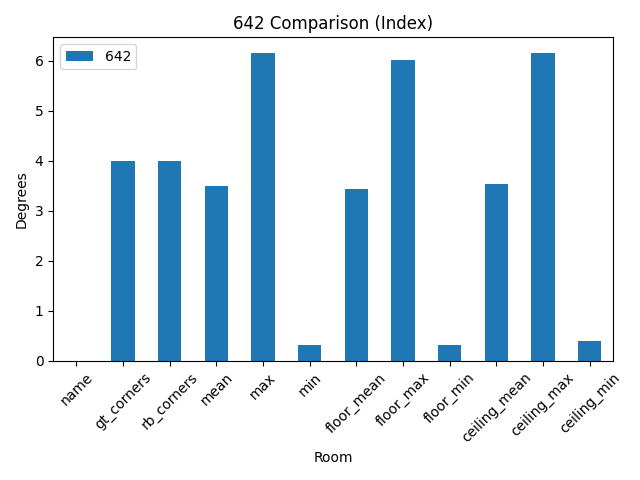 642 Comparison (Index)
642
Degrees
6
5
4
3
2
1
0
name
gt_corners
rb_corners
mean
max
min
floor_mean
floor_max
floor_min
ceiling_mean
ceiling_max
ceiling_min
Room